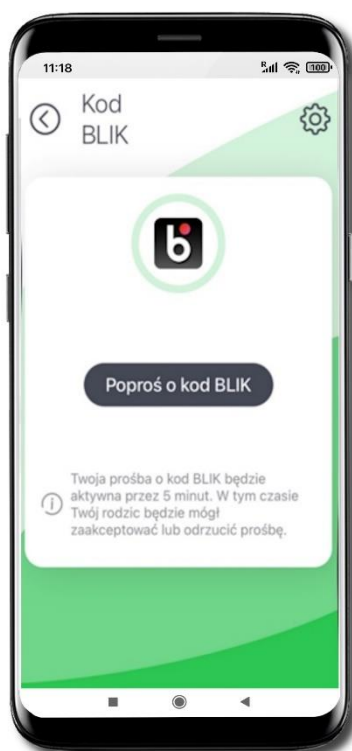 11:18
R
100
Kod
BLIK
b
Poproś o kod BLIK
Twoja prośba o kod BLIK będzie
aktywna przez 5 minut. W tym czasie
Twój rodzic będzie mógł
zaakceptować lub odrzucić prośbę.